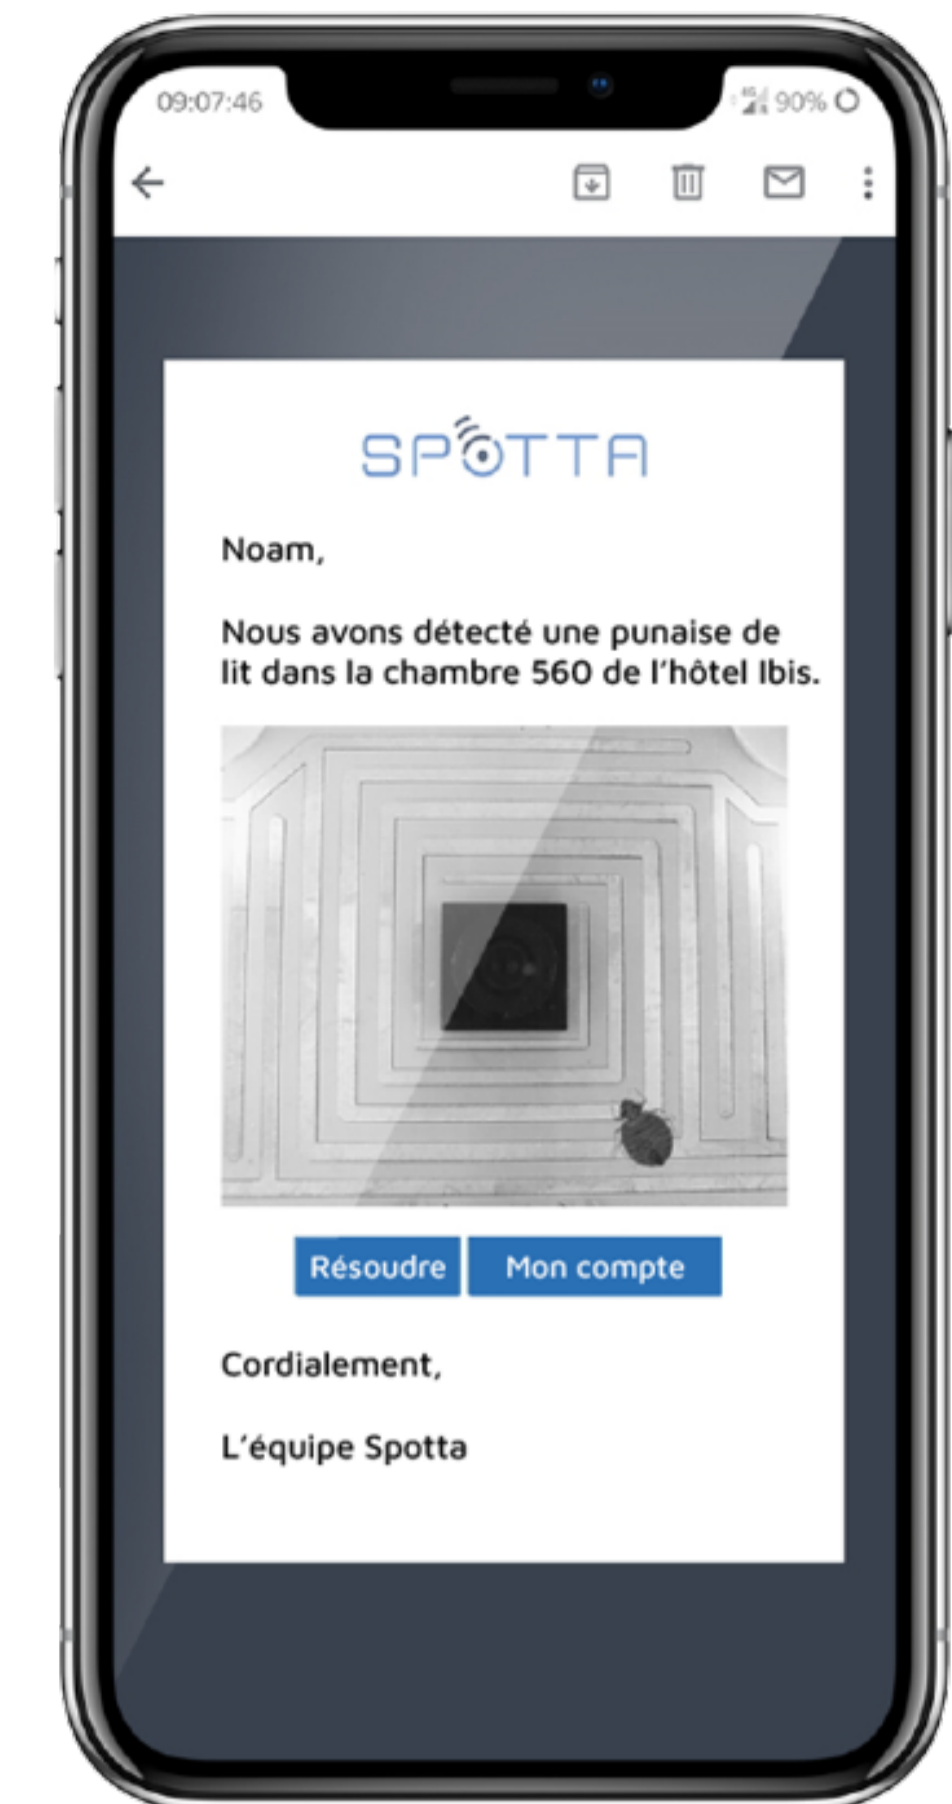 09:07:46
4G 90%
SPOTTA
Noam,
Nous avons détecté une punaise de
lit dans la chambre 560 de l’hôtel Ibis.
Résoudre Mon compte
Cordialement,
L’équipe Spotta